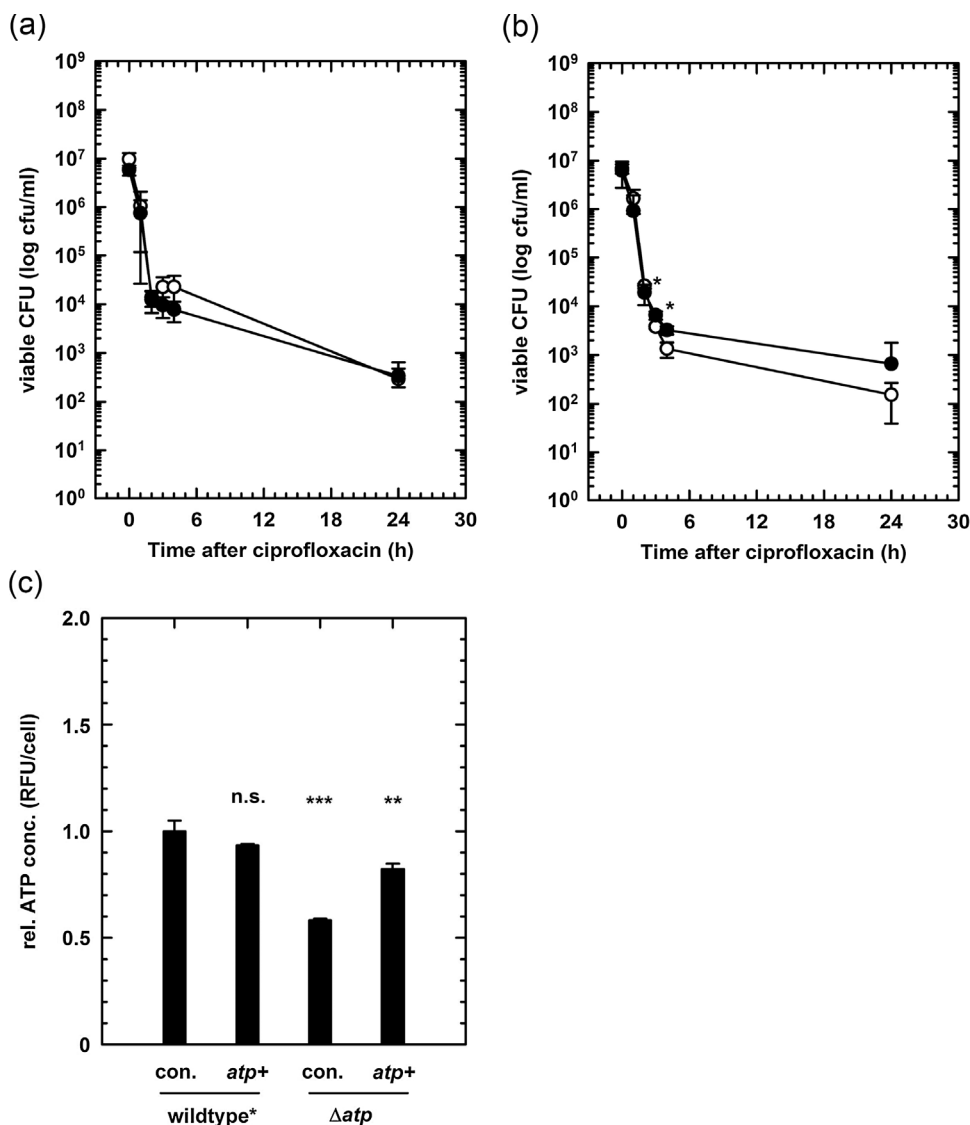 (a)
viable CFU (log cfu/ml)
10⁹
10⁸
10⁷
10⁶
10⁵
10⁴
10³
10²
10¹
10⁰
0 6 12 18 24 30
Time after ciprofloxacin (h)
(b)
viable CFU (log cfu/ml)
10⁹
10⁸
10⁷
10⁶
10⁵
10⁴
10³
10²
10¹
10⁰
*
*
0 6 12 18 24 30
Time after ciprofloxacin (h)
(c)
rel. ATP conc. (RFU/cell)
2.0
1.5
1.0
0.5
0
n.s. *** **
con. atp+ con. atp+
wildtype* Δatp